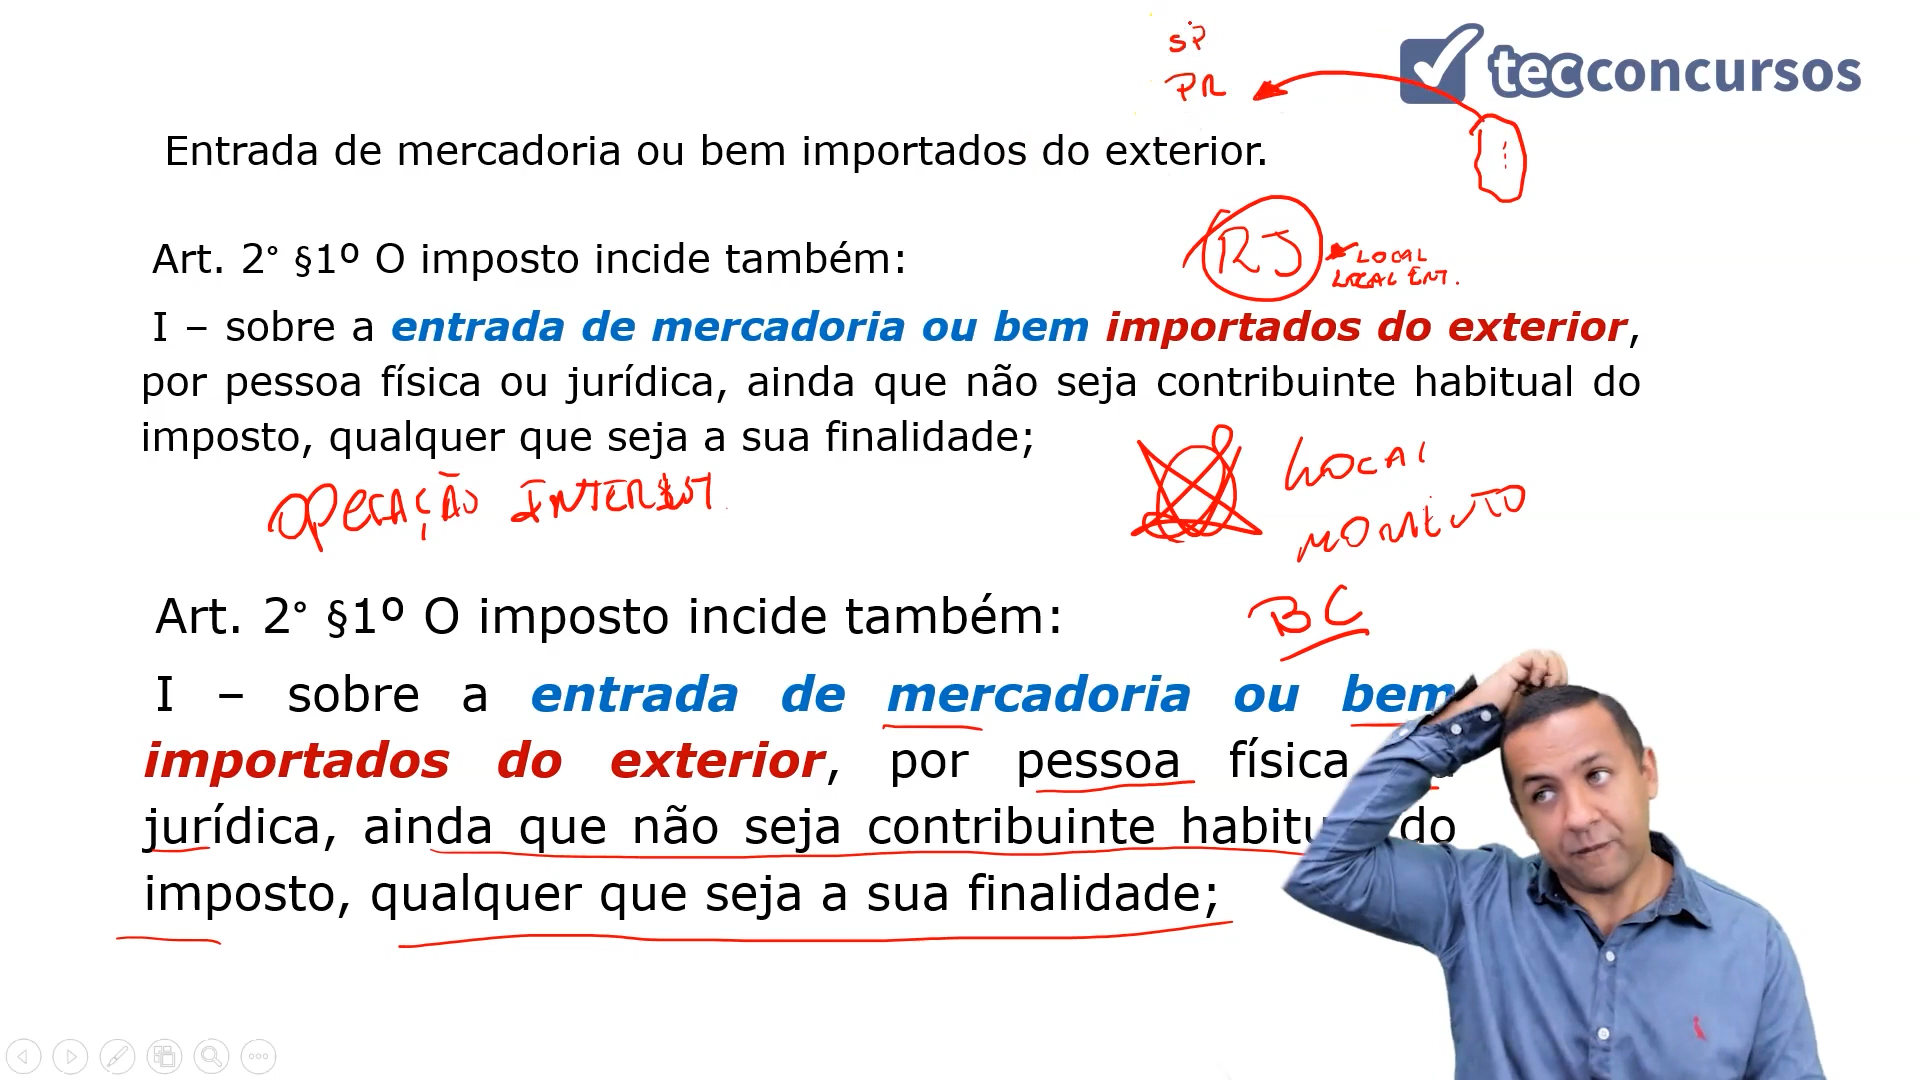 SP
PR
tecconcursos
Entrada de mercadoria ou bem importados do exterior.
RJ
LOCAL
LOCAL ENT.
Art. 2° §1º O imposto incide também:
I – sobre a entrada de mercadoria ou bem importados do exterior,
por pessoa física ou jurídica, ainda que não seja contribuinte habitual do
imposto, qualquer que seja a sua finalidade;
LOCAL
OPERAÇÃO
MOMENTO
BC
Art. 2° §1º O imposto incide também:
I – sobre a entrada de mercadoria ou bem
importados do exterior, por pessoa física
jurídica, ainda que não seja contribuinte do
imposto, qualquer que seja a sua finalidade;